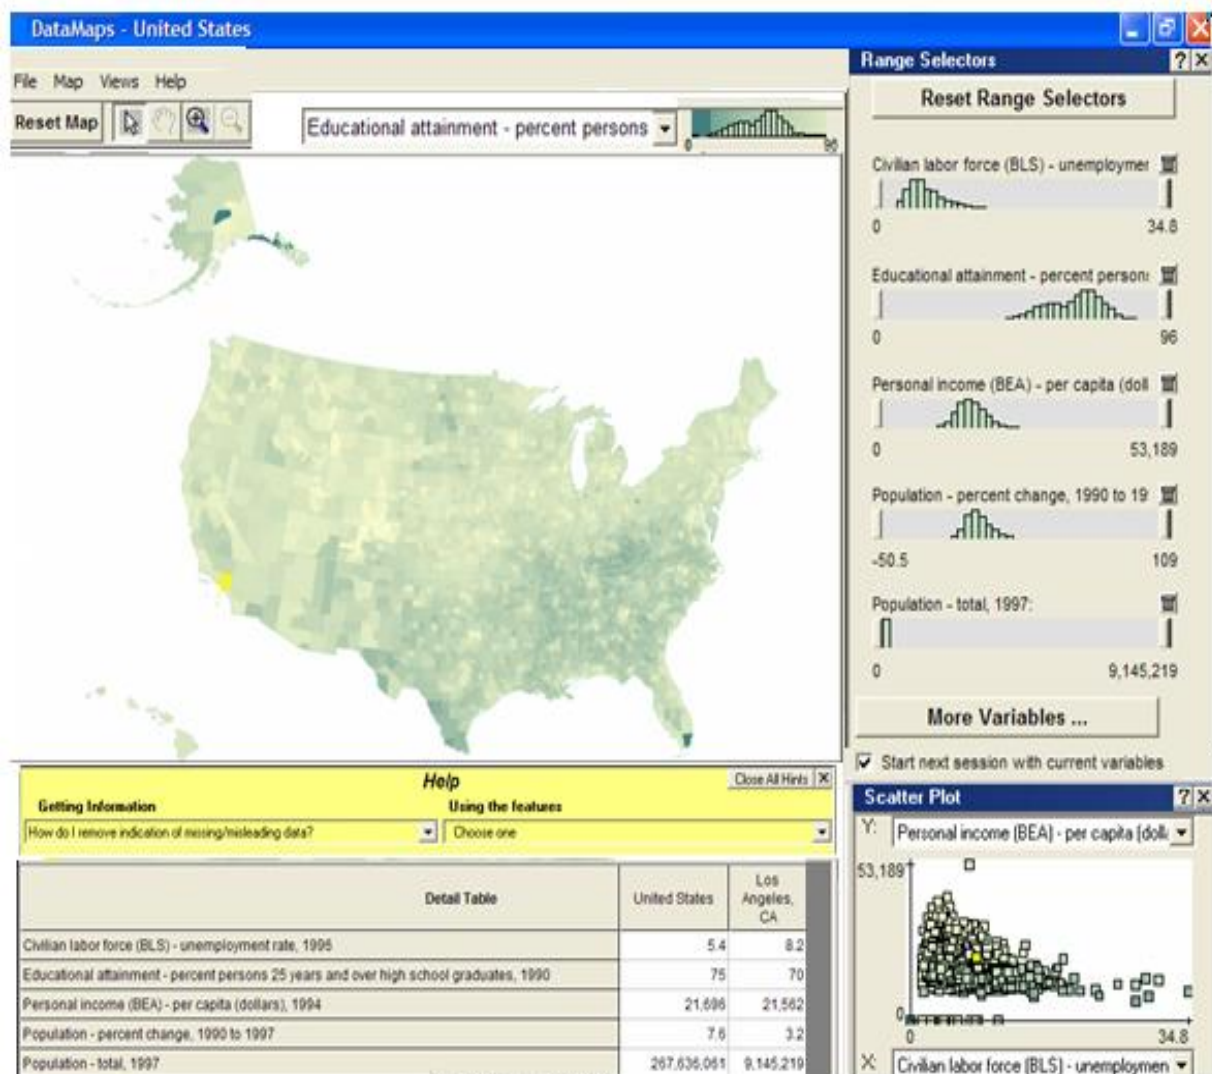 DataMaps - United States
File Map Views Help
Reset Map
Educational attainment - percent persons
0 96
Range Selectors
Reset Range Selectors
Civilian labor force (BLS) - unemploymer
0 34.8
Educational attainment - percent person:
0 96
Personal income (BEA) - per capita (doll
0 53,189
Population - percent change, 1990 to 19
-50.5 109
Population - total, 1997:
0 9,145,219
More Variables ...
Start next session with current variables
Help
Close All Hints X
Getting Information Using the features
How do I remove indication of missing/misleading data? Choose one
Detail Table United States Los Angeles, CA
Civilian labor force (BLS) - unemployment rate, 1996 5.4 8.2
Educational attainment - percent persons 25 years and over high school graduates, 1990 75 70
Personal income (BEA) - per capita (dollars), 1994 21,696 21,562
Population - percent change, 1990 to 1997 7.6 3.2
Population - total, 1997 267,636,061 9,145,219
Scatter Plot
Y: Personal income (BEA) - per capita (dolla
53,189
0
0 34.8
X: Civilian labor force (BLS) - unemploymen